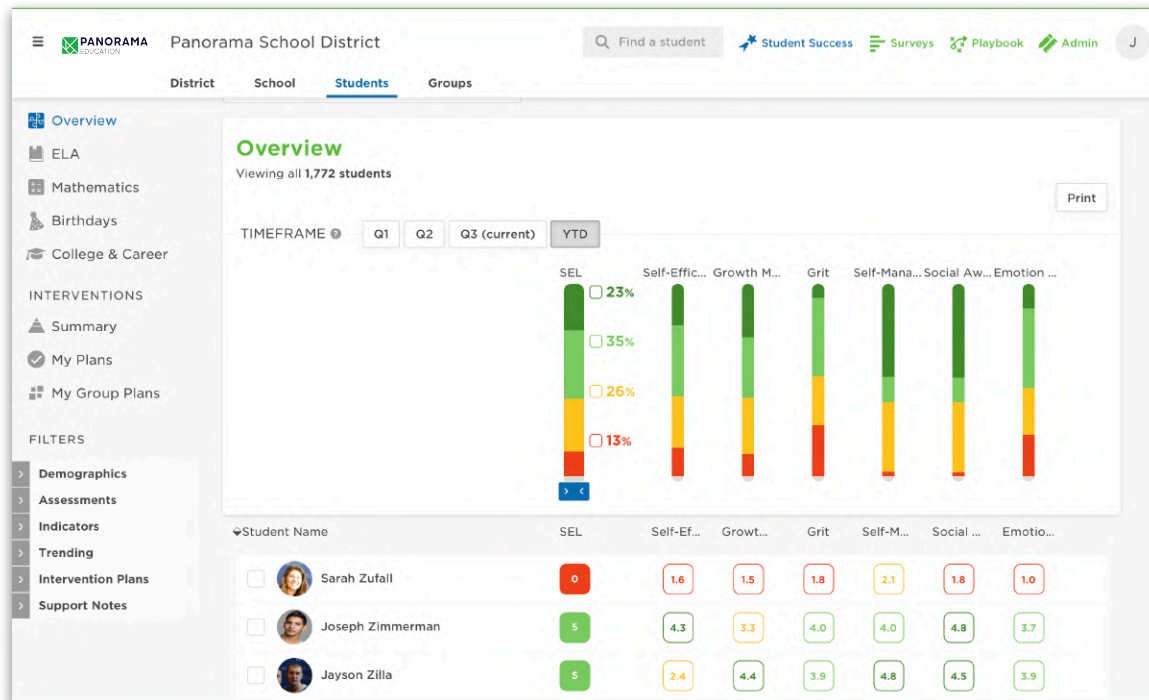 PANORAMA
EDUCATION
Panorama School District
Find a student
Student Success
Surveys
Playbook
Admin
J
District School Students Groups
Overview
ELA
Mathematics
Birthdays
College & Career
INTERVENTIONS
Summary
My Plans
My Group Plans
FILTERS
Demographics
Assessments
Indicators
Trending
Intervention Plans
Support Notes
Overview
Viewing all 1,772 students
Print
TIMEFRAME ? Q1 Q2 Q3 (current) YTD
SEL Self-Effic... Growth M... Grit Self-Mana... Social Aw... Emotion ...
23%
35%
26%
13%
Student Name SEL Self-Ef... Growt... Grit Self-M... Social ... Emotio...
Sarah Zufall 0 1.6 1.5 1.8 2.1 1.8 1.0
Joseph Zimmerman 5 4.3 3.3 4.0 4.0 4.8 3.7
Jayson Zilla 5 2.4 4.4 3.9 4.8 4.5 3.9